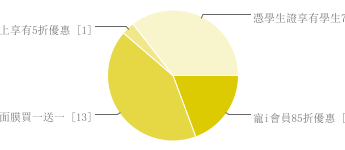 上享有5折優惠 [1]
憑學生證享有學生7
面膜買一送一 [13]
寵i會員85折優惠 [